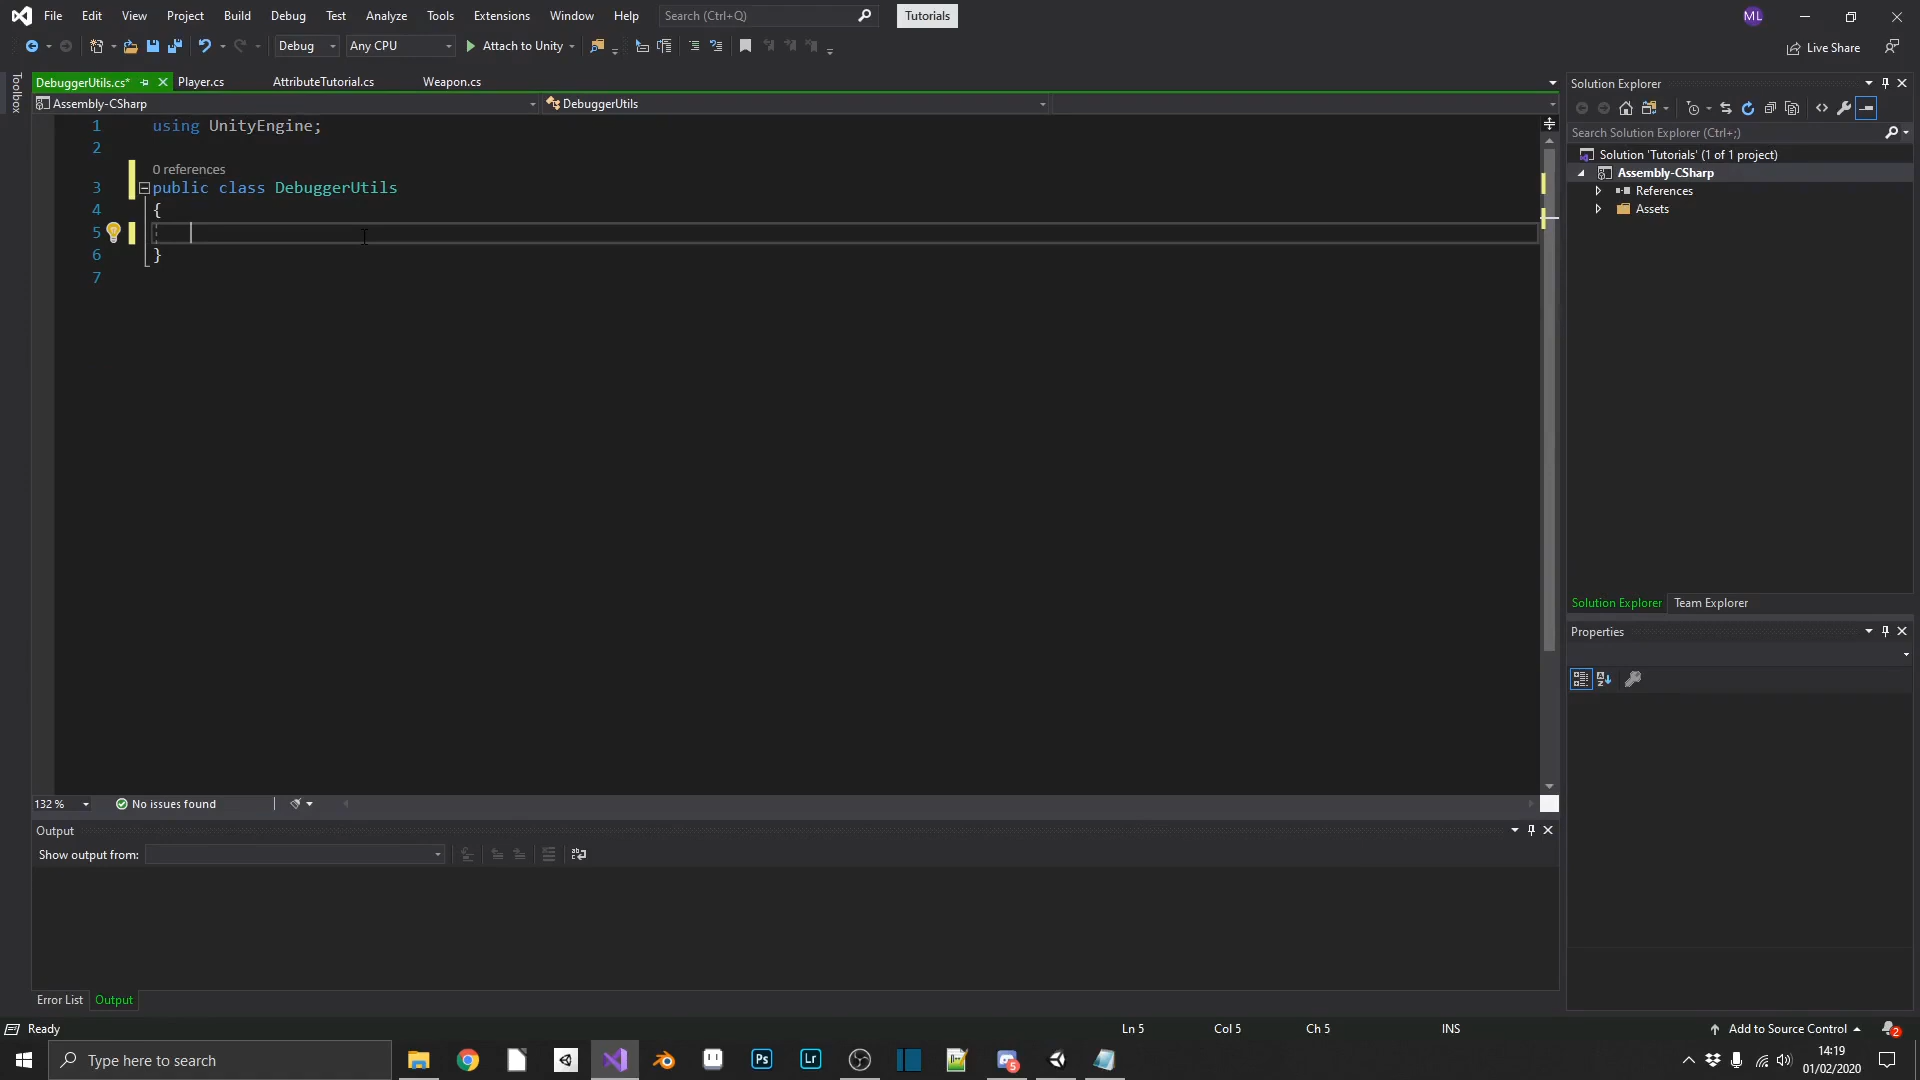 File Edit View Project Build Debug Test Analyze Tools Extensions Window Help Search (Ctrl+Q) Tutorials ML
Debug Any CPU Attach to Unity Live Share
Toolbox
DebuggerUtils.cs* Player.cs AttributeTutorial.cs Weapon.cs
Assembly-CSharp DebuggerUtils
1 using UnityEngine;
2
0 references
3 public class DebuggerUtils
4 {
5
6 }
7
132 % No issues found
Output
Show output from:
Error List Output
Solution Explorer
Search Solution Explorer (Ctrl+;)
Solution 'Tutorials' (1 of 1 project)
Assembly-CSharp
References
Assets
Solution Explorer Team Explorer
Properties
Ready Ln 5 Col 5 Ch 5 INS Add to Source Control 2
Type here to search Ps Lr 5 14:19
01/02/2020